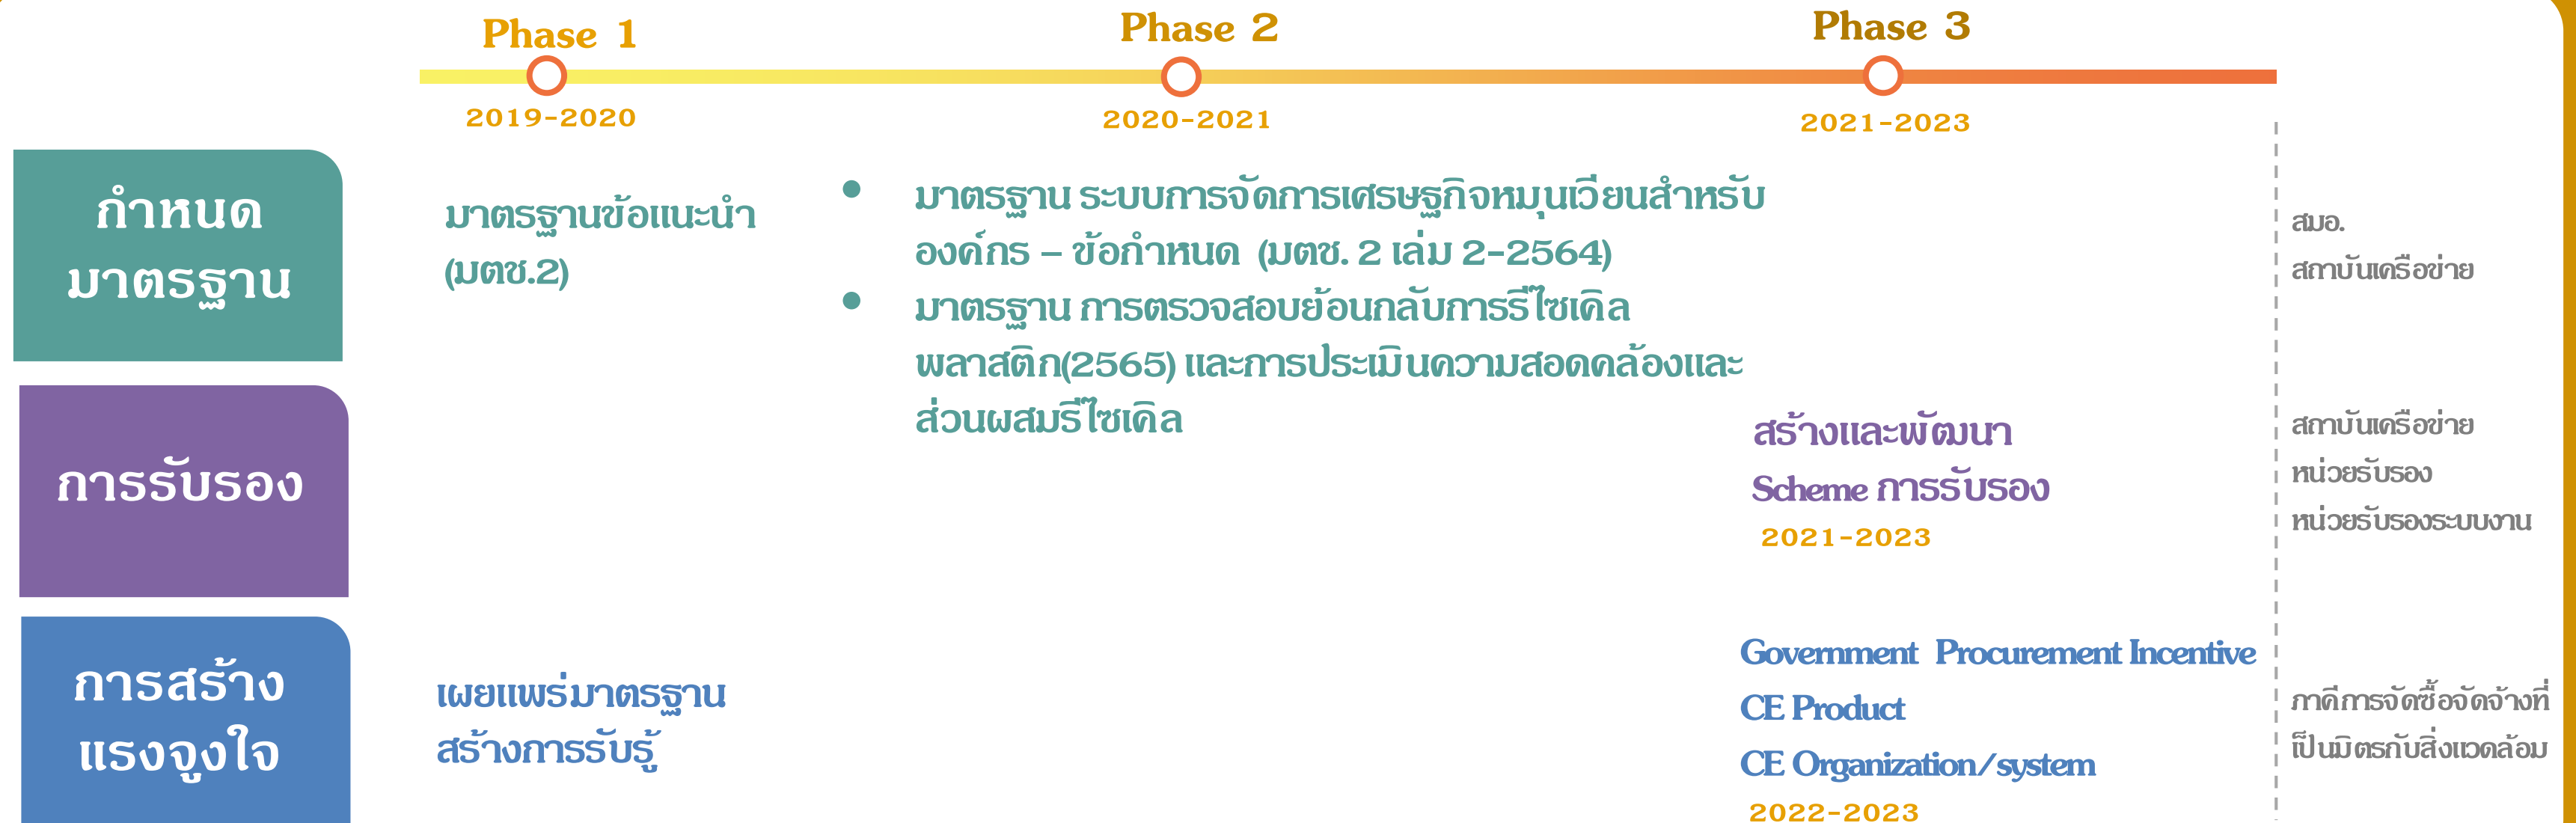 Phase 1
Phase 2
Phase 3
2019-2020
2020-2021
2021-2023
กำหนด
มาตรฐาน
มาตรฐานข้อแนะนำ
(มตช.2)
• มาตรฐาน ระบบการจัดการเศรษฐกิจหมุนเวียนสำหรับ
องค์กร – ข้อกำหนด (มตช. 2 เล่ม 2-2564)
• มาตรฐาน การตรวจสอบย้อนกลับการรีไซเคิล
พลาสติก(2565) และการประเมินความสอดคล้องและ
ส่วนผสมรีไซเคิล
สมอ.
สถาบันเครือข่าย
การรับรอง
สร้างและพัฒนา
Scheme การรับรอง
2021-2023
สถาบันเครือข่าย
หน่วยรับรอง
หน่วยรับรองระบบงาน
การสร้าง
แรงจูงใจ
เผยแพร่มาตรฐาน
สร้างการรับรู้
Government Procurement Incentive
CE Product
CE Organization/system
2022-2023
ภาคีการจัดซื้อจัดจ้างที่
เป็นมิตรกับสิ่งแวดล้อม